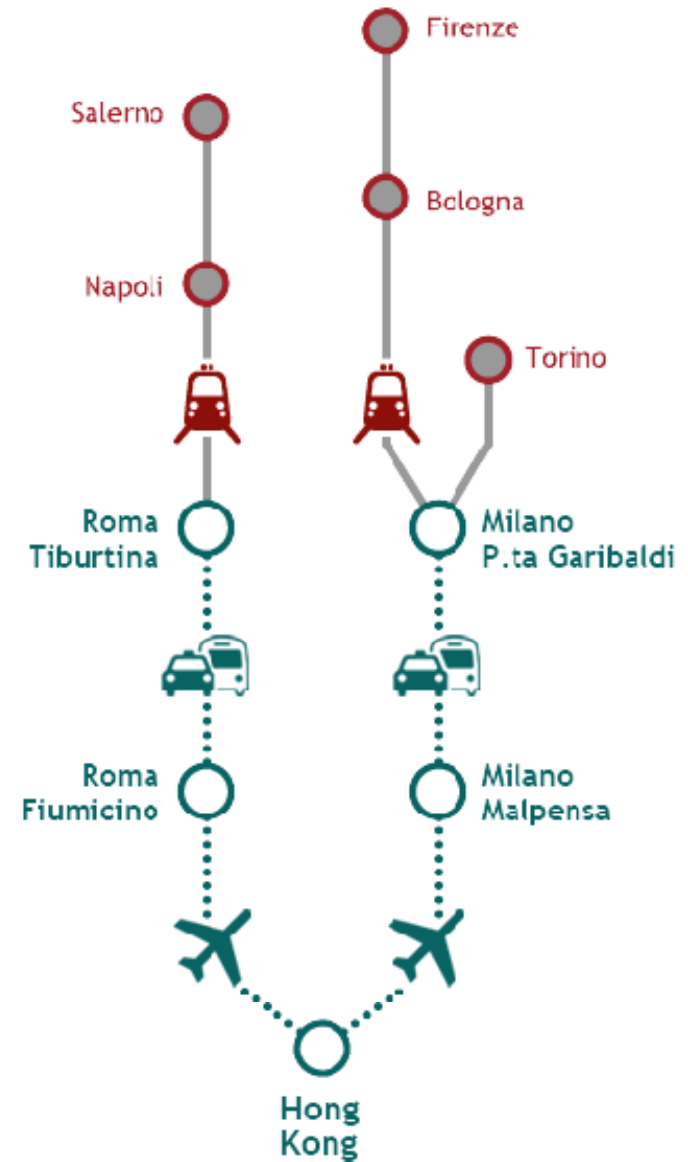 Firenze
Salerno
Bologna
Napoli
Torino
Roma
Tiburtina
Milano
P.ta Garibaldi
Roma
Fiumicino
Milano
Malpensa
Hong
Kong